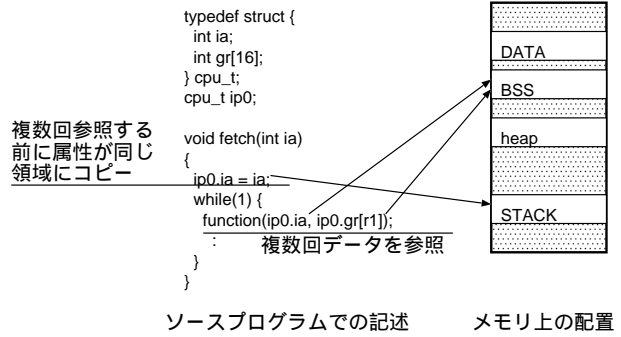 typedef struct {
int ia;
int gr[16];
} cpu_t;
cpu_t ip0;
void fetch(int ia)
{
ip0.ia = ia;
while(1) {
function(ip0.ia, ip0.gr[r1]);
:
}
}
複数回参照する
前に属性が同じ
領域にコピー
複数回データを参照
DATA
BSS
heap
STACK
ソースプログラムでの記述
メモリ上の配置